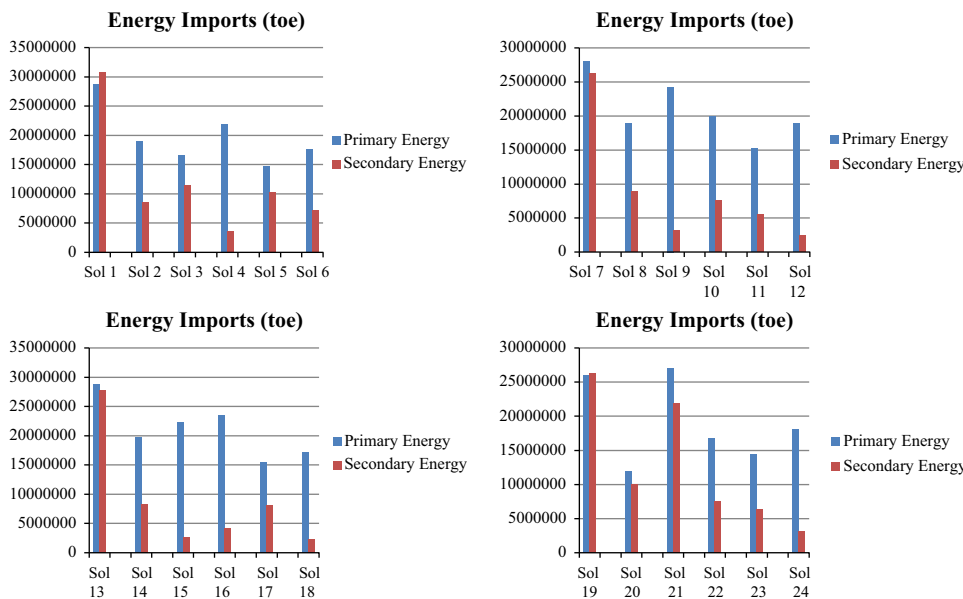 Energy Imports (toe)
35000000
30000000
25000000
20000000
15000000
10000000
5000000
0
Sol 1 Sol 2 Sol 3 Sol 4 Sol 5 Sol 6
Primary Energy
Secondary Energy
Energy Imports (toe)
30000000
25000000
20000000
15000000
10000000
5000000
0
Sol 7 Sol 8 Sol 9 Sol Sol Sol
10 11 12
Primary Energy
Secondary Energy
Energy Imports (toe)
35000000
30000000
25000000
20000000
15000000
10000000
5000000
0
Sol Sol Sol Sol Sol Sol
13 14 15 16 17 18
Primary Energy
Secondary Energy
Energy Imports (toe)
30000000
25000000
20000000
15000000
10000000
5000000
0
Sol Sol Sol Sol Sol Sol
19 20 21 22 23 24
Primary Energy
Secondary Energy